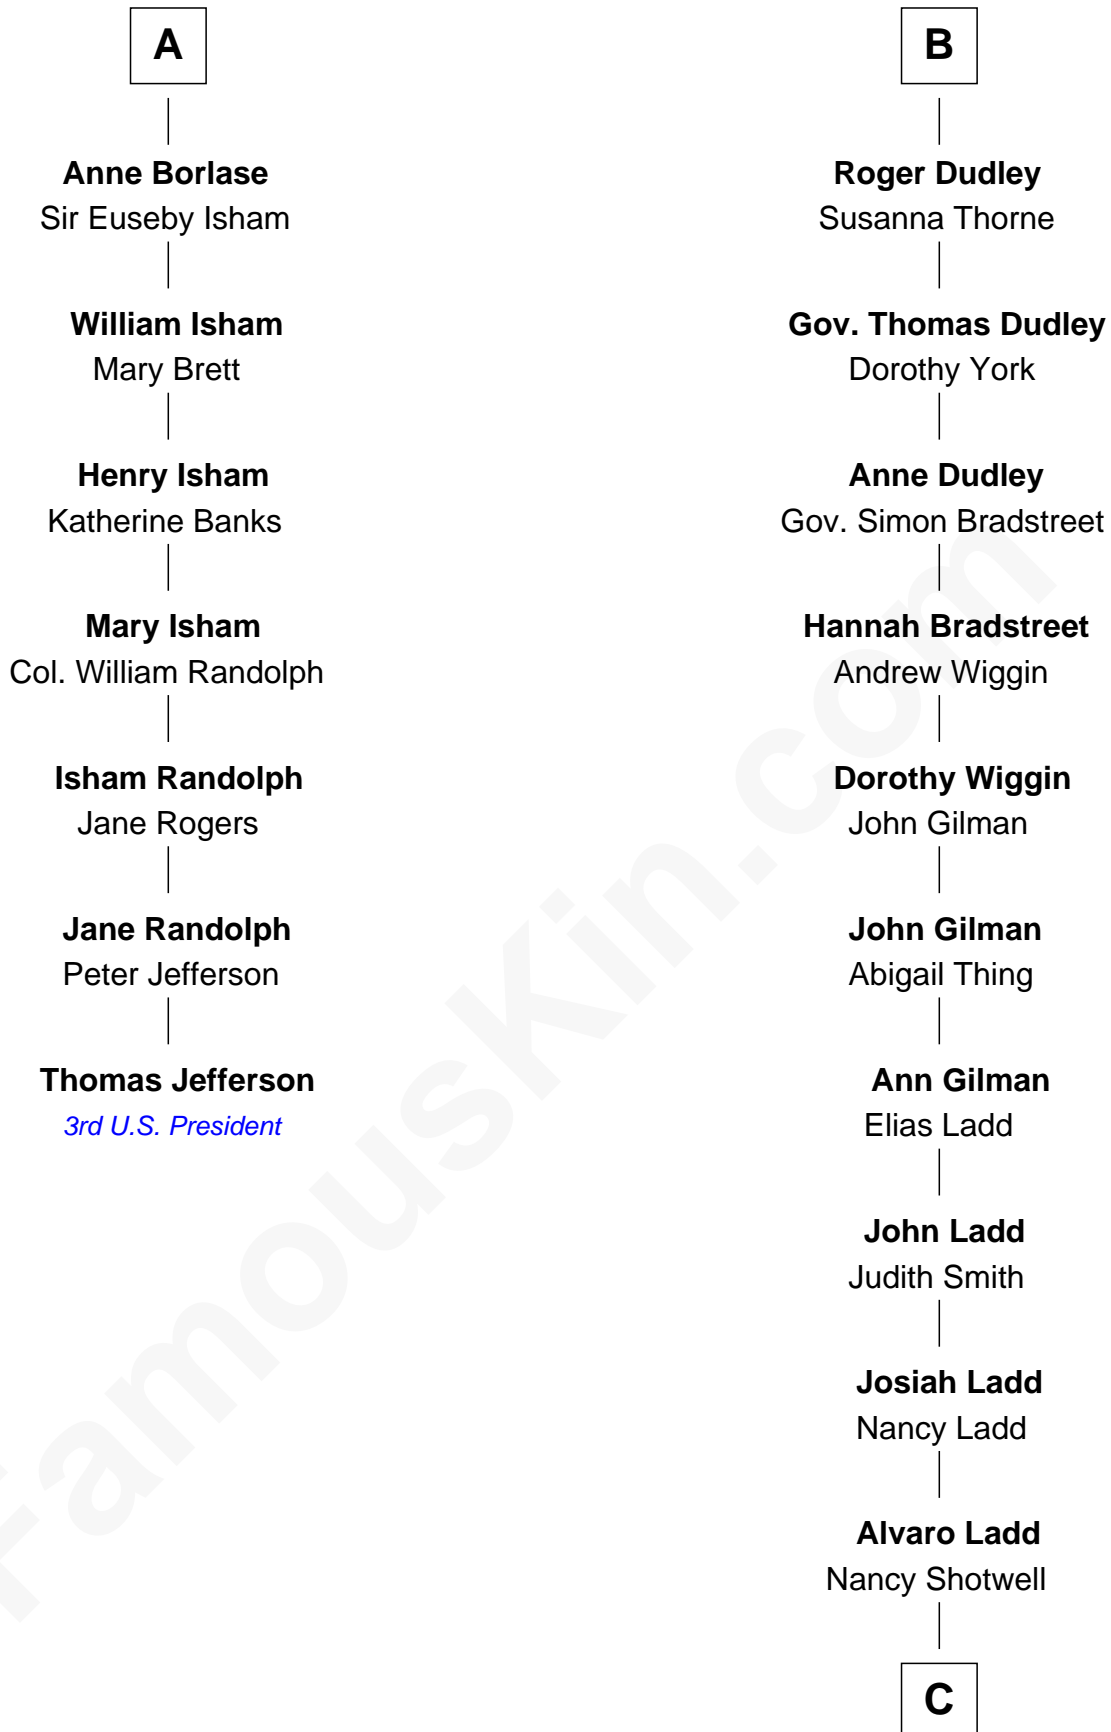 A
Anne Borlase
Sir Euseby Isham
William Isham
Mary Brett
Henry Isham
Katherine Banks
Mary Isham
Col. William Randolph
Isham Randolph
Jane Rogers
Jane Randolph
Peter Jefferson
Thomas Jefferson
3rd U.S. President
B
Roger Dudley
Susanna Thorne
Gov. Thomas Dudley
Dorothy York
Anne Dudley
Gov. Simon Bradstreet
Hannah Bradstreet
Andrew Wiggin
Dorothy Wiggin
John Gilman
John Gilman
Abigail Thing
Ann Gilman
Elias Ladd
John Ladd
Judith Smith
Josiah Ladd
Nancy Ladd
Alvaro Ladd
Nancy Shotwell
C
FamousKin.com